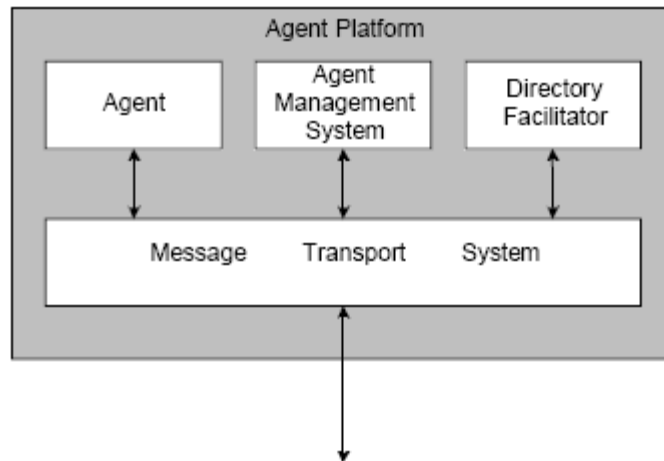 Agent Platform
Agent
Agent
Management
System
Directory
Facilitator
Message Transport System